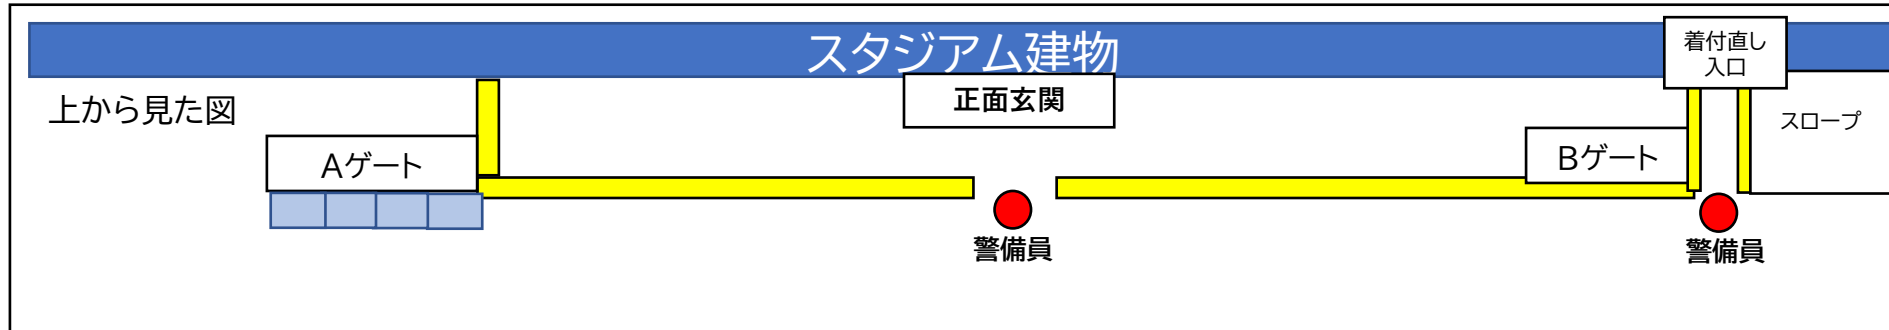 スタジアム建物
着付直し
入口
上から見た図
正面玄関
スロープ
Aゲート
Bゲート
警備員
警備員